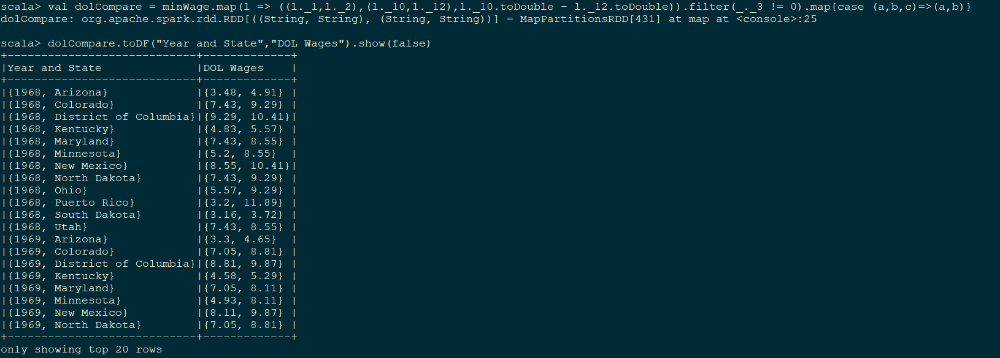 scala> val dolCompare = minWage.map(l => ((l._1,l._2),(l._10,l._12),l._10.toDouble - l._12.toDouble)).filter(_._3 != 0).map{case (a,b,c)=>(a,b)}
dolCompare: org.apache.spark.rdd.RDD[((String, String), (String, String))] = MapPartitionsRDD[431] at map at <console>:25

scala> dolCompare.toDF("Year and State","DOL Wages").show(false)
+----------------------------+-------------+
|Year and State              |DOL Wages    |
+----------------------------+-------------+
|{1968, Arizona}             |{3.48, 4.91} |
|{1968, Colorado}            |{7.43, 9.29} |
|{1968, District of Columbia}|{9.29, 10.41}|
|{1968, Kentucky}            |{4.83, 5.57} |
|{1968, Maryland}            |{7.43, 8.55} |
|{1968, Minnesota}           |{5.2, 8.55}  |
|{1968, New Mexico}          |{8.55, 10.41}|
|{1968, North Dakota}        |{7.43, 9.29} |
|{1968, Ohio}                |{5.57, 9.29} |
|{1968, Puerto Rico}         |{3.2, 11.89} |
|{1968, South Dakota}        |{3.16, 3.72} |
|{1968, Utah}                |{7.43, 8.55} |
|{1969, Arizona}             |{3.3, 4.65}  |
|{1969, Colorado}            |{7.05, 8.81} |
|{1969, District of Columbia}|{8.81, 9.87} |
|{1969, Kentucky}            |{4.58, 5.29} |
|{1969, Maryland}            |{7.05, 8.11} |
|{1969, Minnesota}           |{4.93, 8.11} |
|{1969, New Mexico}          |{8.11, 9.87} |
|{1969, North Dakota}        |{7.05, 8.81} |
+----------------------------+-------------+
only showing top 20 rows